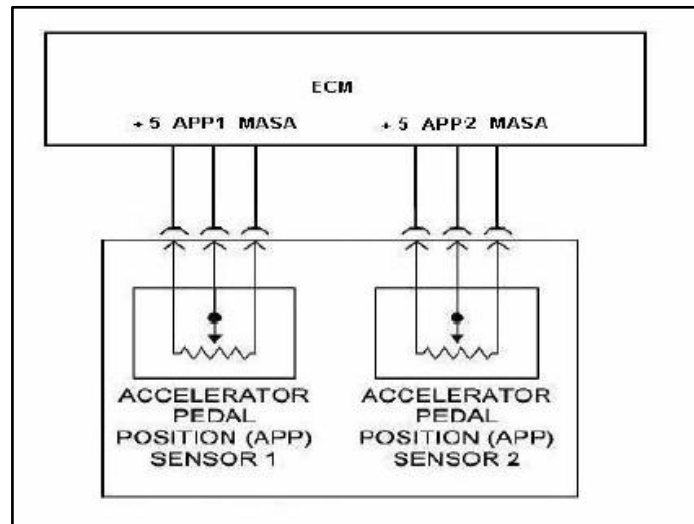 ECM
+ 5 APP1 MASA + 5 APP2 MASA
ACCELERATOR
PEDAL
POSITION (APP)
SENSOR 1
ACCELERATOR
PEDAL
POSITION (APP)
SENSOR 2